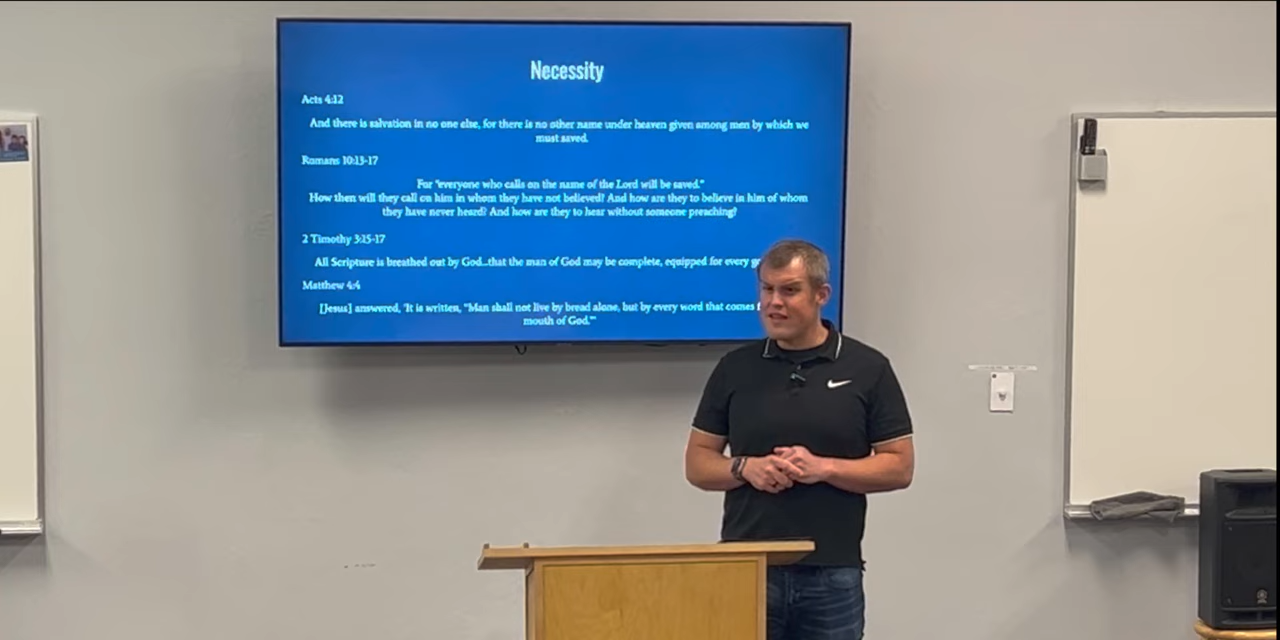 Necessity
Acts 4:12
And there is salvation in no one else, for there is no other name under heaven given among men by which we
must saved.
Romans 10:13-17
For "everyone who calls on the name of the Lord will be saved."
How then will they call on him in whom they have not believed? And how are they to believe in him of whom
they have never heard? And how are they to hear without someone preaching?
2 Timothy 3:15-17
All Scripture is breathed out by God...that the man of God may be complete, equipped for every
Matthew 4:4
[Jesus] answered, 'It is written, "Man shall not live by bread alone, but by every word that comes
mouth of God."'